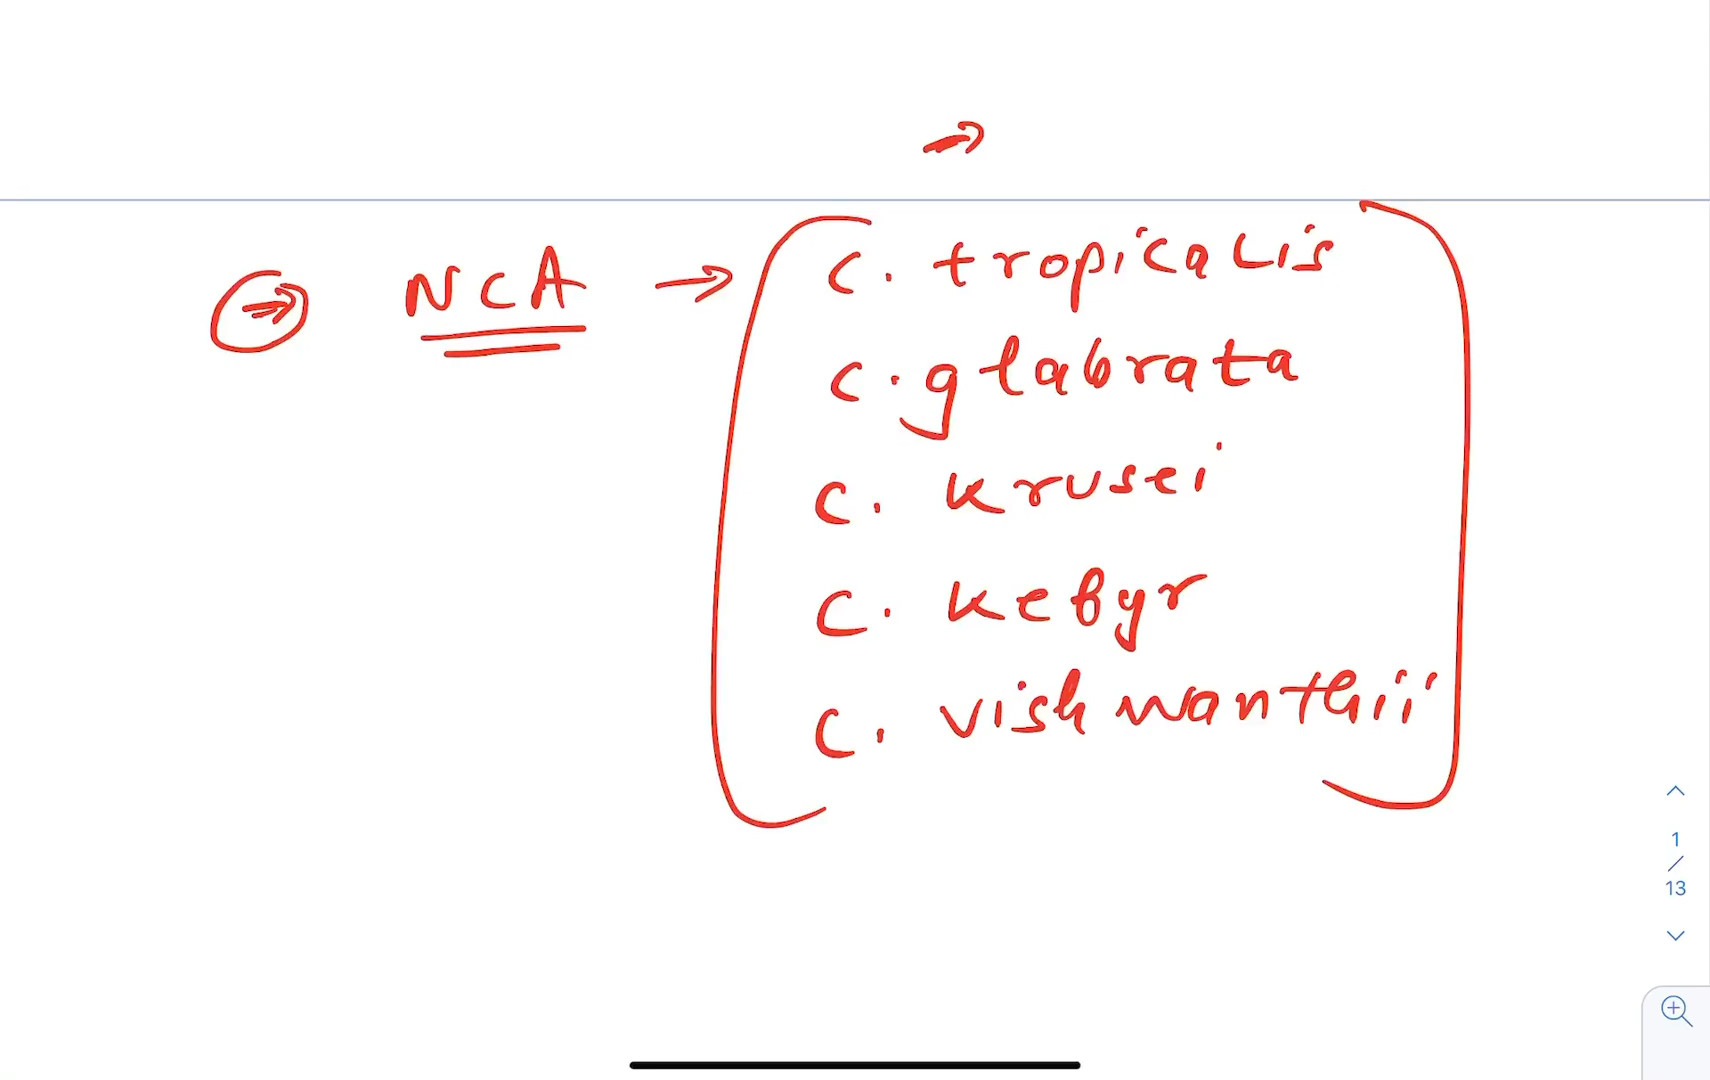 →
→ NCA → C. tropicalis
C. glabrata
C. krusei
C. kefyr
C. vishwanthii
1
/
13